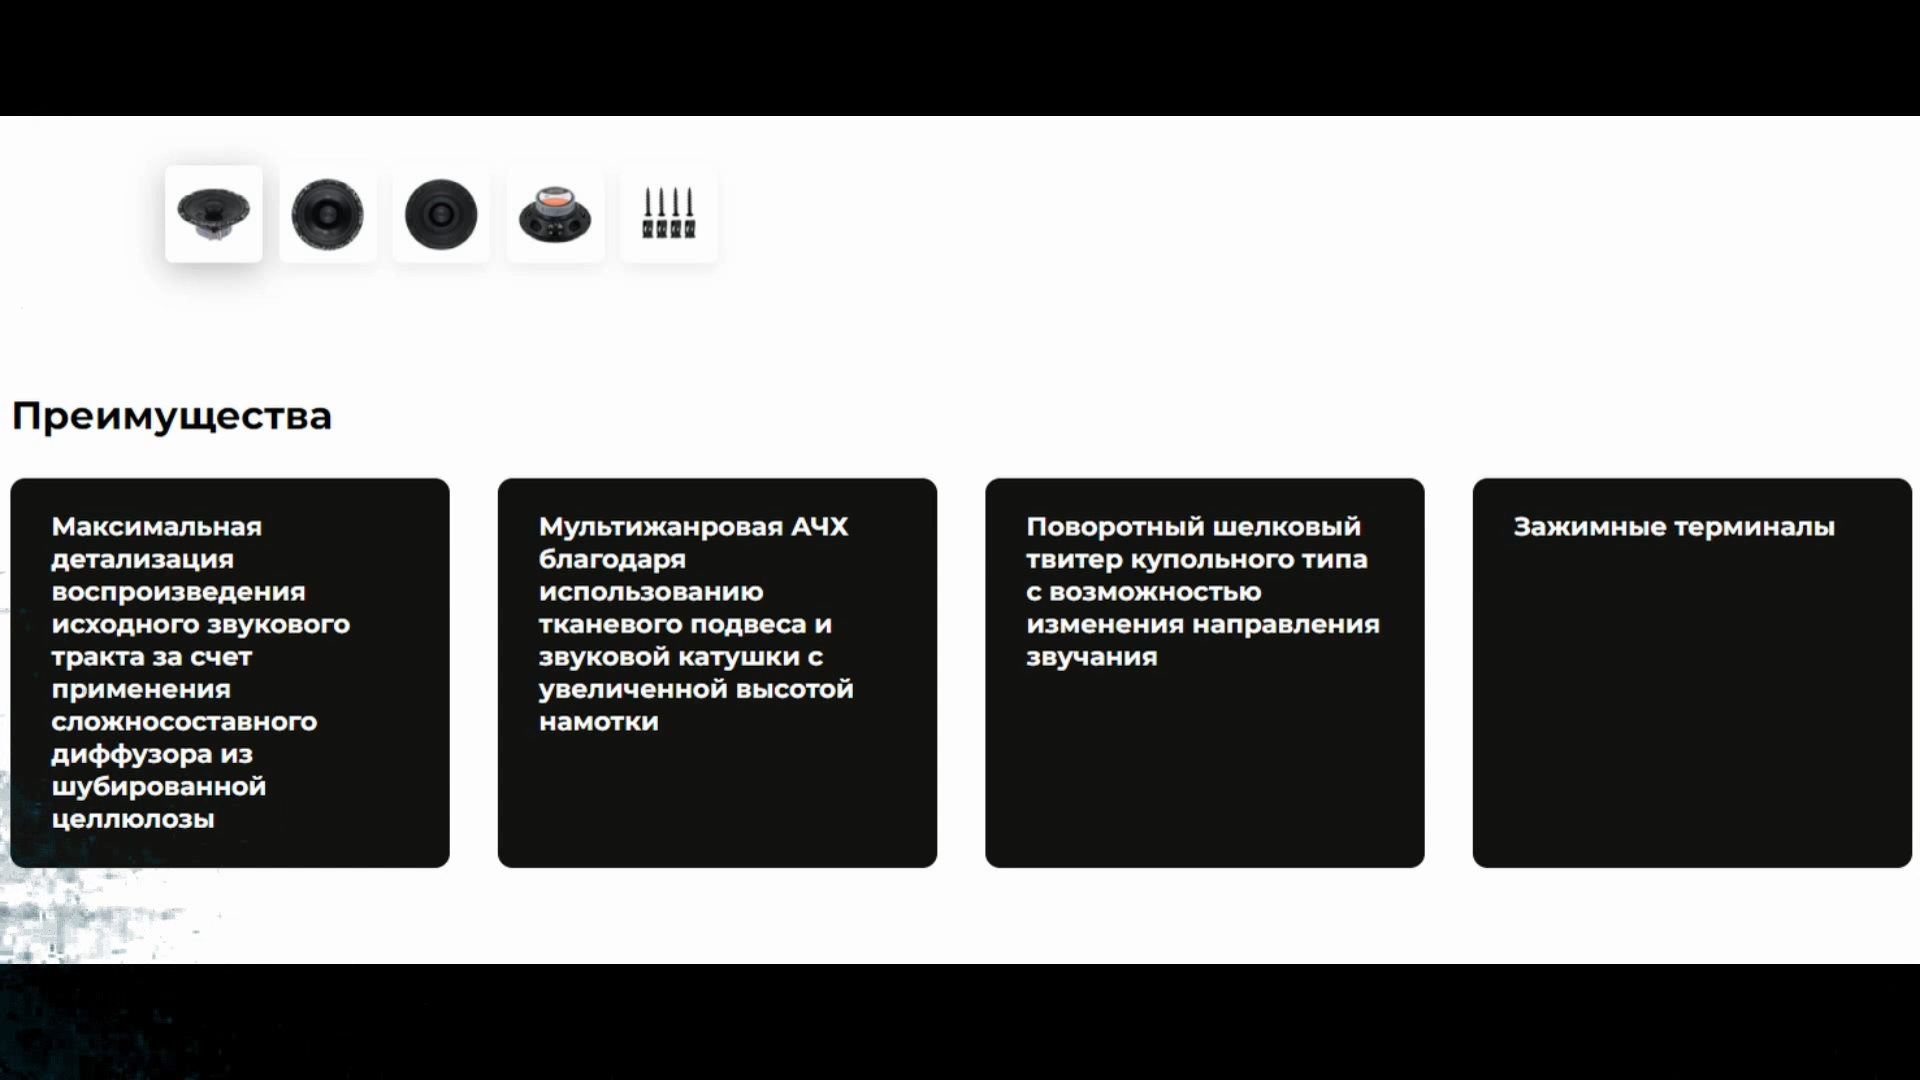 Преимущества
Максимальная
детализация
воспроизведения
исходного звукового
тракта за счет
применения
сложносоставного
диффузора из
шубированной
целлюлозы
Мультижанровая АЧХ
благодаря
использованию
тканевого подвеса и
звуковой катушки с
увеличенной высотой
намотки
Поворотный шелковый
твитер купольного типа
с возможностью
изменения направления
звучания
Зажимные терминалы